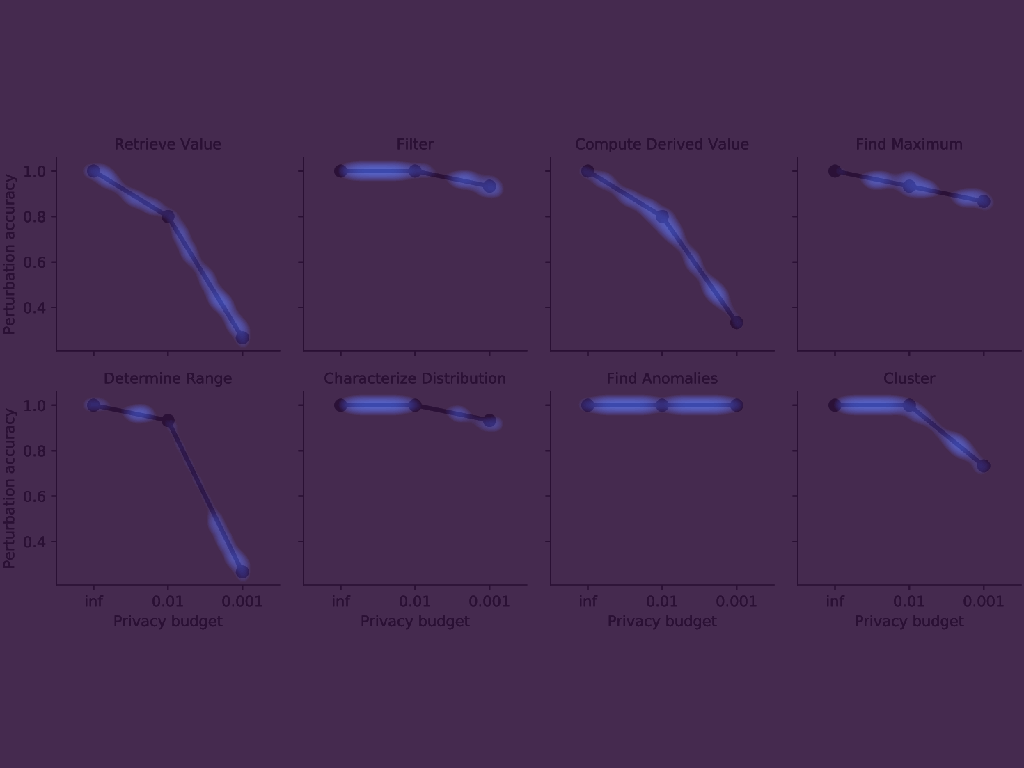 Retrieve Value
Filter
Compute Derived Value
Find Maximum
Perturbation accuracy
1.0
0.8
0.6
0.4
Determine Range
Characterize Distribution
Find Anomalies
Cluster
Perturbation accuracy
1.0
0.8
0.6
0.4
inf 0.01 0.001
Privacy budget
inf 0.01 0.001
Privacy budget
inf 0.01 0.001
Privacy budget
inf 0.01 0.001
Privacy budget